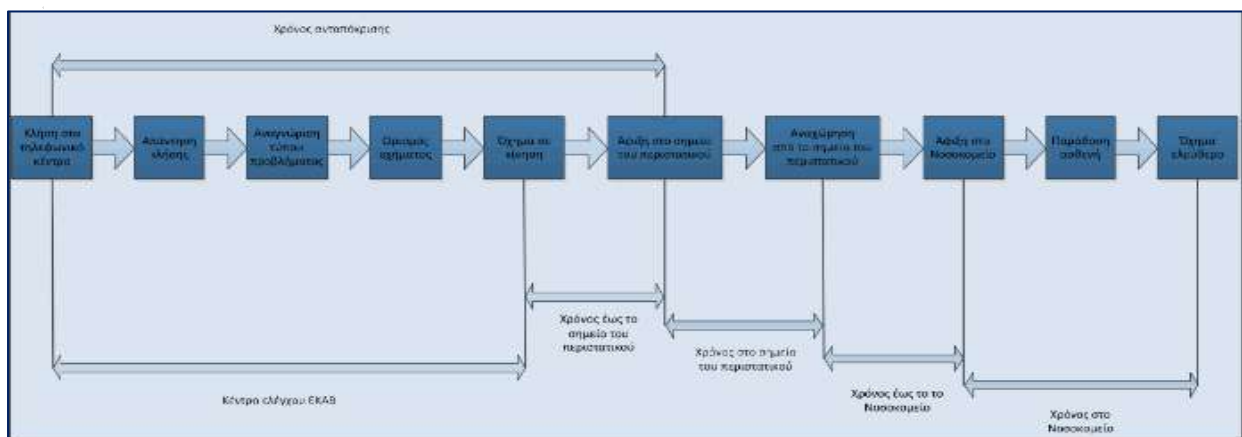 Χρόνος ανταπόκρισης
Κλήση στο
τηλεφωνικό
κέντρο
Απάντηση
κλήσης
Αναγνώριση
τύπου
προβλήματος
Ορισμός
οχήματος
Όχημα σε
κίνηση
Άφιξη στο σημείο
του περιστατικού
Αναχώρηση
από το σημείο του
περιστατικού
Άφιξη στο
Νοσοκομείο
Παράδοση
ασθενή
Όχημα
ελεύθερο
Χρόνος έως το
σημείο του
περιστατικού
Χρόνος στο σημείο
του περιστατικού
Χρόνος έως το το
Νοσοκομείο
Χρόνος στο
Νοσοκομείο
Κέντρο ελέγχου ΕΚΑΒ